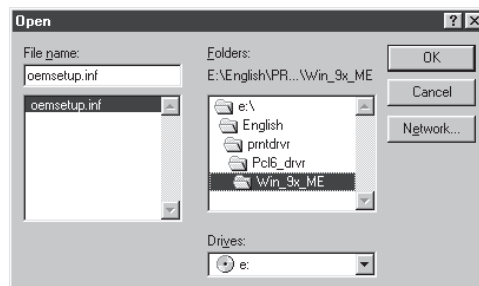 Open
File name:
oemsetup.inf
oemsetup.inf
Folders:
E:\English\PR...\Win_9x_ME
e:\
English
prntdrvr
Pcl6_drvr
Win_9x_ME
Drives:
e:
OK
Cancel
Network...